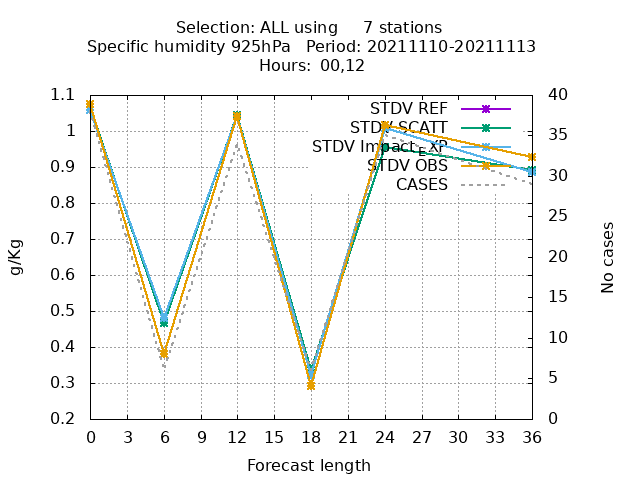 Selection: ALL using     7 stations
Specific humidity 925hPa   Period: 20211110-20211113
Hours:  00,12
1.1
1
0.9
0.8
0.7
0.6
0.5
0.4
0.3
0.2
g/Kg
STDV REF
STDV SCATT
STDV Impact_EXP
STDV OBS
CASES
40
35
30
25
20
15
10
5
0
No cases
0 3 6 9 12 15 18 21 24 27 30 33 36
Forecast length